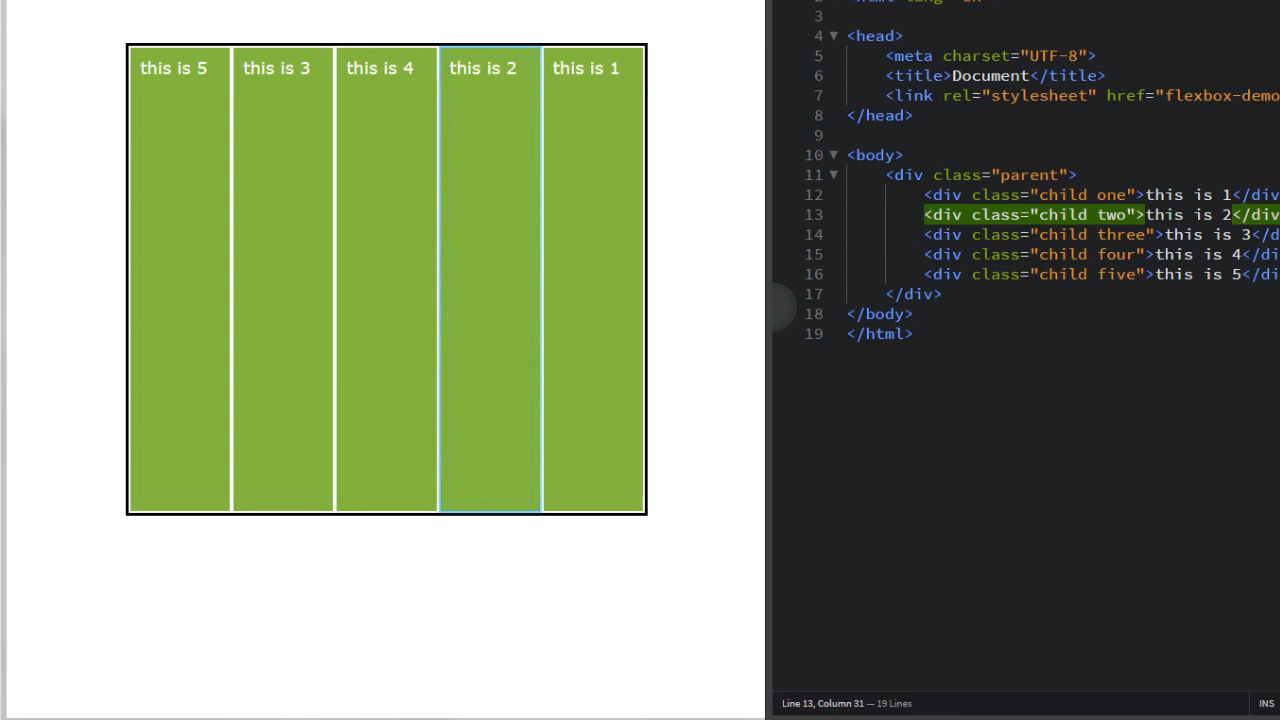 this is 5
this is 3
this is 4
this is 2
this is 1
3
4 <head>
5 <meta charset="UTF-8">
6 <title>Document</title>
7 <link rel="stylesheet" href="flexbox-demo
8 </head>
9
10 <body>
11 <div class="parent">
12 <div class="child one">this is 1</div
13 <div class="child two">this is 2</div
14 <div class="child three">this is 3</d
15 <div class="child four">this is 4</di
16 <div class="child five">this is 5</di
17 </div>
18 </body>
19 </html>
Line 13, Column 31 — 19 Lines
INS